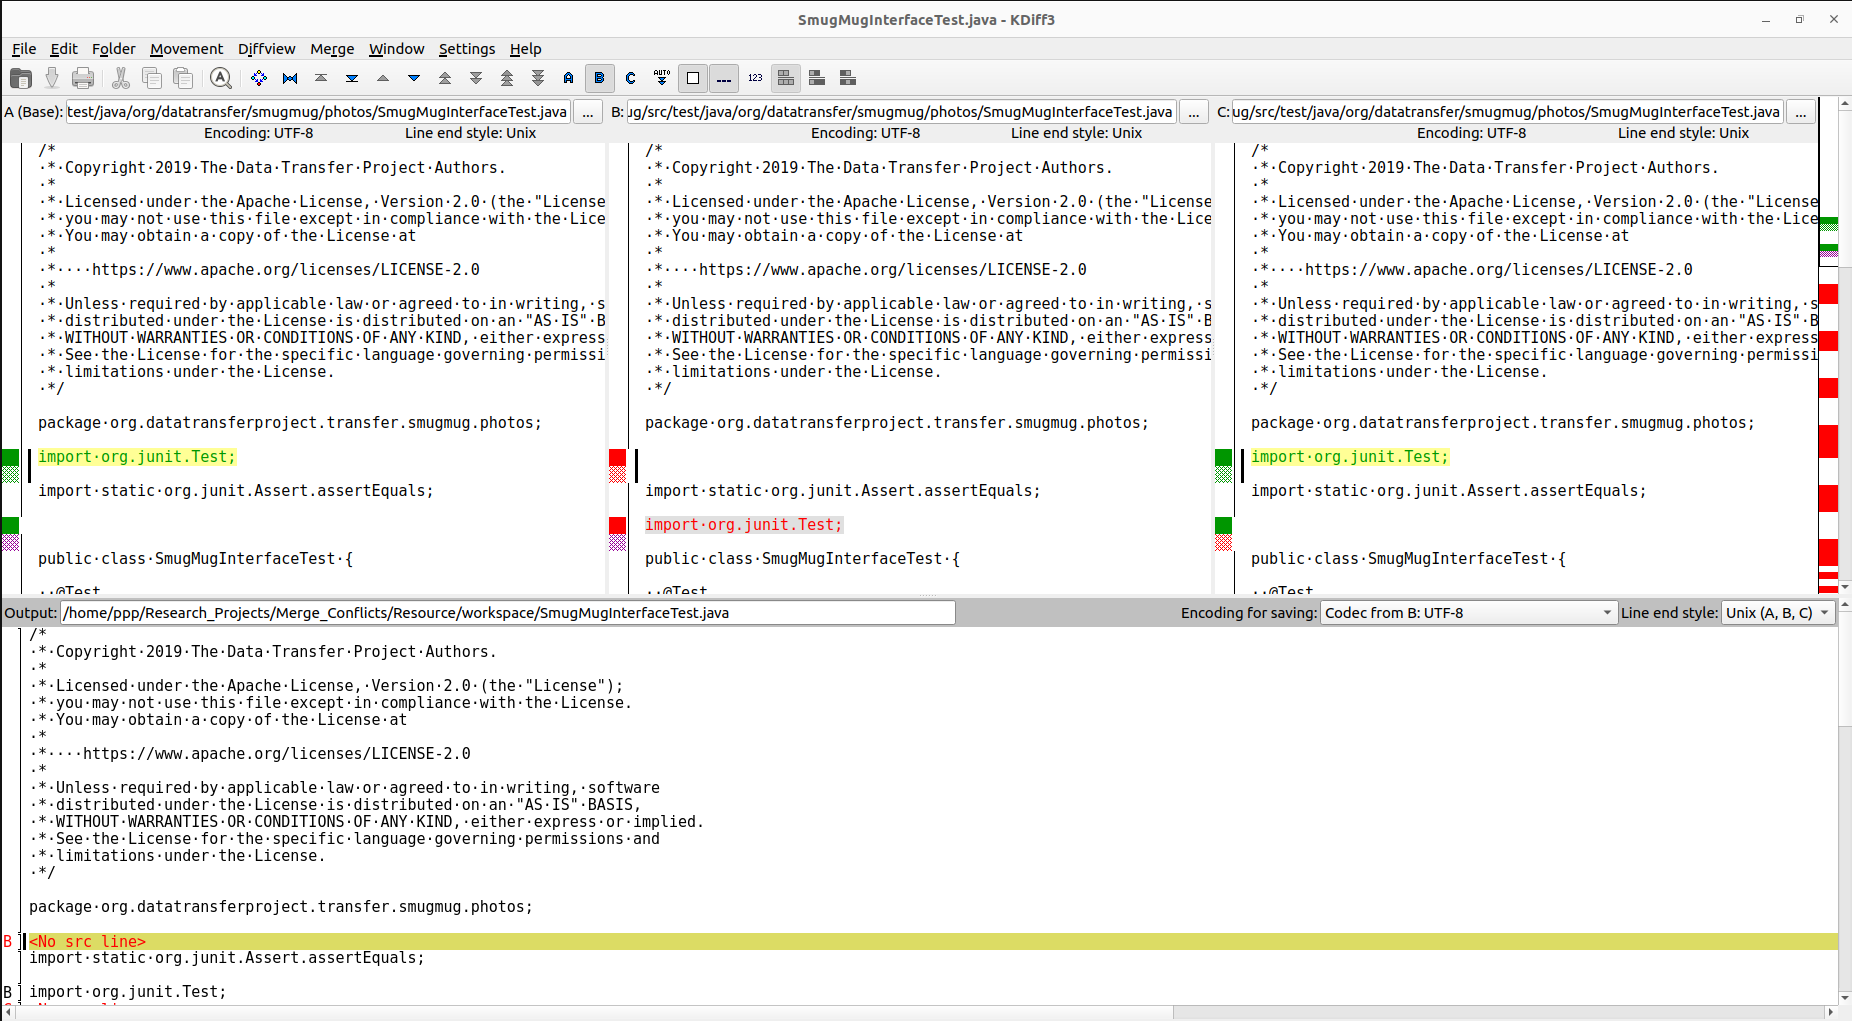 SmugMugInterfaceTest.java - KDiff3
File Edit Folder Movement Diffview Merge Window Settings Help
A B C AUTO 123
A (Base): test/java/org/datatransfer/smugmug/photos/SmugMugInterfaceTest.java ... B: ug/src/test/java/org/datatransfer/smugmug/photos/SmugMugInterfaceTest.java ... C: ug/src/test/java/org/datatransfer/smugmug/photos/SmugMugInterfaceTest.java ...
Encoding: UTF-8 Line end style: Unix Encoding: UTF-8 Line end style: Unix Encoding: UTF-8 Line end style: Unix
/*
·*·Copyright·2019·The·Data·Transfer·Project·Authors.
·*
·*·Licensed·under·the·Apache·License,·Version·2.0·(the·"License
·*·you·may·not·use·this·file·except·in·compliance·with·the·Lice
·*·You·may·obtain·a·copy·of·the·License·at
·*
·*····https://www.apache.org/licenses/LICENSE-2.0
·*
·*·Unless·required·by·applicable·law·or·agreed·to·in·writing,·s
·*·distributed·under·the·License·is·distributed·on·an·"AS·IS"·B
·*·WITHOUT·WARRANTIES·OR·CONDITIONS·OF·ANY·KIND,·either·express
·*·See·the·License·for·the·specific·language·governing·permissi
·*·limitations·under·the·License.
·*/
package·org.datatransferproject.transfer.smugmug.photos;
import·org.junit.Test;
import·static·org.junit.Assert.assertEquals;
public·class·SmugMugInterfaceTest·{
··@Test
/*
·*·Copyright·2019·The·Data·Transfer·Project·Authors.
·*
·*·Licensed·under·the·Apache·License,·Version·2.0·(the·"License
·*·you·may·not·use·this·file·except·in·compliance·with·the·Lice
·*·You·may·obtain·a·copy·of·the·License·at
·*
·*····https://www.apache.org/licenses/LICENSE-2.0
·*
·*·Unless·required·by·applicable·law·or·agreed·to·in·writing,·s
·*·distributed·under·the·License·is·distributed·on·an·"AS·IS"·B
·*·WITHOUT·WARRANTIES·OR·CONDITIONS·OF·ANY·KIND,·either·express
·*·See·the·License·for·the·specific·language·governing·permissi
·*·limitations·under·the·License.
·*/
package·org.datatransferproject.transfer.smugmug.photos;
import·static·org.junit.Assert.assertEquals;
import·org.junit.Test;
public·class·SmugMugInterfaceTest·{
··@Test
/*
·*·Copyright·2019·The·Data·Transfer·Project·Authors.
·*
·*·Licensed·under·the·Apache·License,·Version·2.0·(the·"License
·*·you·may·not·use·this·file·except·in·compliance·with·the·Lice
·*·You·may·obtain·a·copy·of·the·License·at
·*
·*····https://www.apache.org/licenses/LICENSE-2.0
·*
·*·Unless·required·by·applicable·law·or·agreed·to·in·writing,·s
·*·distributed·under·the·License·is·distributed·on·an·"AS·IS"·B
·*·WITHOUT·WARRANTIES·OR·CONDITIONS·OF·ANY·KIND,·either·express
·*·See·the·License·for·the·specific·language·governing·permissi
·*·limitations·under·the·License.
·*/
package·org.datatransferproject.transfer.smugmug.photos;
import·org.junit.Test;
import·static·org.junit.Assert.assertEquals;
public·class·SmugMugInterfaceTest·{
··@Test
Output: /home/ppp/Research_Projects/Merge_Conflicts/Resource/workspace/SmugMugInterfaceTest.java Encoding for saving: Codec from B: UTF-8 Line end style: Unix (A, B, C)
/*
·*·Copyright·2019·The·Data·Transfer·Project·Authors.
·*
·*·Licensed·under·the·Apache·License,·Version·2.0·(the·"License");
·*·you·may·not·use·this·file·except·in·compliance·with·the·License.
·*·You·may·obtain·a·copy·of·the·License·at
·*
·*····https://www.apache.org/licenses/LICENSE-2.0
·*
·*·Unless·required·by·applicable·law·or·agreed·to·in·writing,·software
·*·distributed·under·the·License·is·distributed·on·an·"AS·IS"·BASIS,
·*·WITHOUT·WARRANTIES·OR·CONDITIONS·OF·ANY·KIND,·either·express·or·implied.
·*·See·the·License·for·the·specific·language·governing·permissions·and
·*·limitations·under·the·License.
·*/
package·org.datatransferproject.transfer.smugmug.photos;
B <No src line>
import·static·org.junit.Assert.assertEquals;
B import·org.junit.Test;